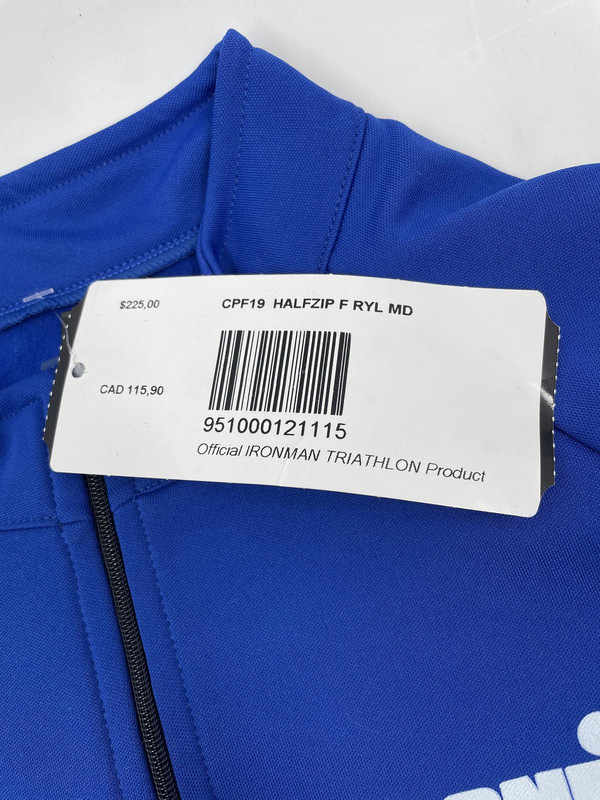 $225,00
CPF19 HALFZIP F RYL MD
CAD 115,90
951000121115
Official IRONMAN TRIATHLON Product